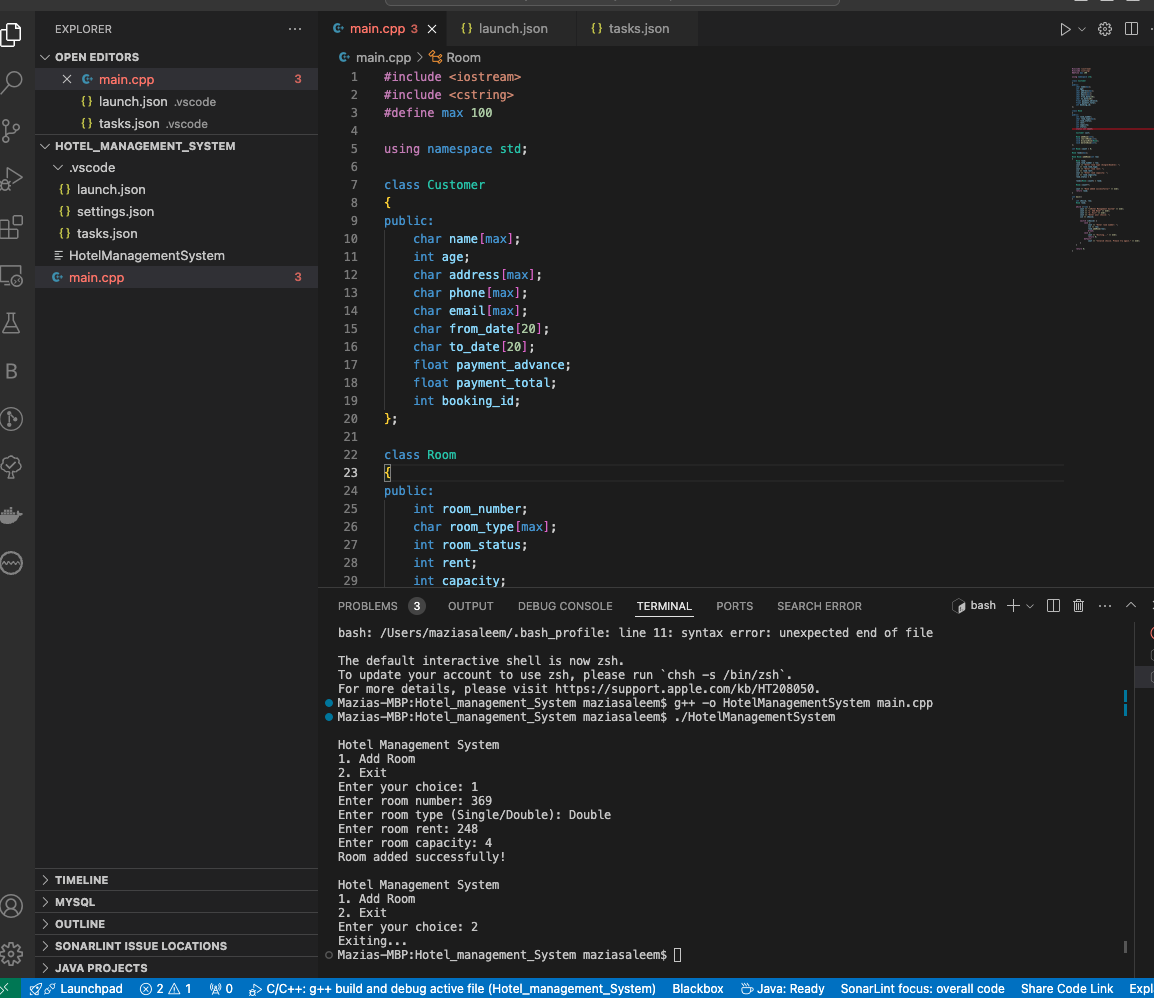 EXPLORER
OPEN EDITORS
main.cpp 3
launch.json .vscode
tasks.json .vscode
HOTEL_MANAGEMENT_SYSTEM
.vscode
{} launch.json
{} settings.json
{} tasks.json
HotelManagementSystem
main.cpp 3
TIMELINE
MYSQL
OUTLINE
SONARLINT ISSUE LOCATIONS
JAVA PROJECTS
main.cpp 3
{} launch.json
{} tasks.json
main.cpp > Room
1 #include <iostream>
2 #include <cstring>
3 #define max 100
4
5 using namespace std;
6
7 class Customer
8 {
9 public:
10 char name[max];
11 int age;
12 char address[max];
13 char phone[max];
14 char email[max];
15 char from_date[20];
16 char to_date[20];
17 float payment_advance;
18 float payment_total;
19 int booking_id;
20 };
21
22 class Room
23 {
24 public:
25 int room_number;
26 char room_type[max];
27 int room_status;
28 int rent;
29 int capacity;
PROBLEMS 3 OUTPUT DEBUG CONSOLE TERMINAL PORTS SEARCH ERROR
bash
bash: /Users/maziasaleem/.bash_profile: line 11: syntax error: unexpected end of file
The default interactive shell is now zsh.
To update your account to use zsh, please run `chsh -s /bin/zsh`.
For more details, please visit https://support.apple.com/kb/HT208050.
Mazias-MBP:Hotel_management_System maziasaleem$ g++ -o HotelManagementSystem main.cpp
Mazias-MBP:Hotel_management_System maziasaleem$ ./HotelManagementSystem
Hotel Management System
1. Add Room
2. Exit
Enter your choice: 1
Enter room number: 369
Enter room type (Single/Double): Double
Enter room rent: 248
Enter room capacity: 4
Room added successfully!
Hotel Management System
1. Add Room
2. Exit
Enter your choice: 2
Exiting...
Mazias-MBP:Hotel_management_System maziasaleem$
Launchpad 2 1 0 C/C++: g++ build and debug active file (Hotel_management_System) Blackbox Java: Ready SonarLint focus: overall code Share Code Link Expl